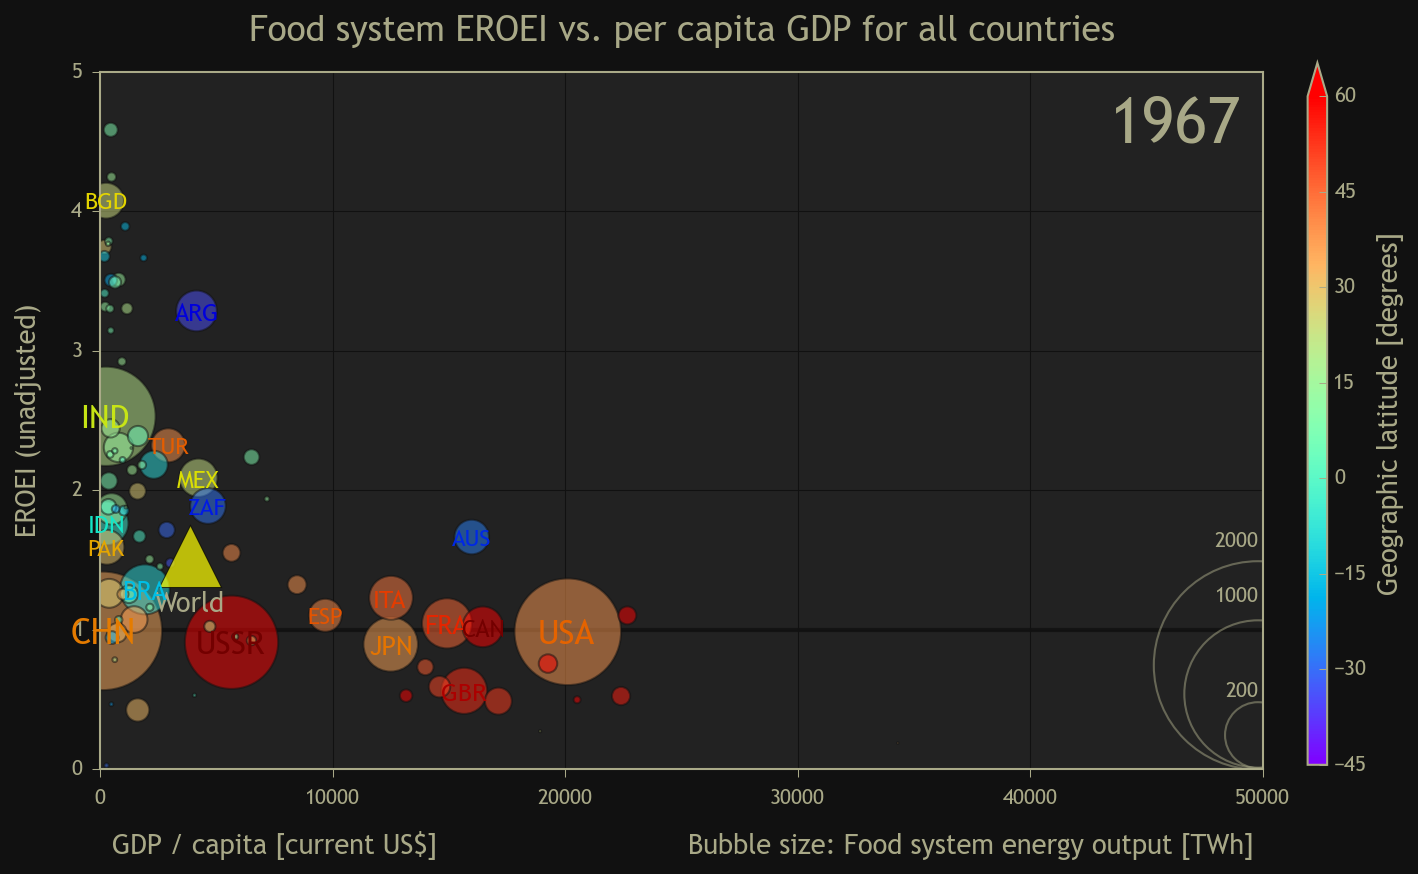 Food system EROEI vs. per capita GDP for all countries
1967
5
4
3
2
1
0
EROEI (unadjusted)
BGD
ARG
IND
TUR
MEX
ZAF
IDN
AUS
PAK
BRA
World
ITA
ESP
FRA
CAN
CHN
USSR
JPN
USA
GBR
2000
1000
200
0
10000
20000
30000
40000
50000
GDP / capita [current US$]
Bubble size: Food system energy output [TWh]
60
45
30
15
0
−15
−30
−45
Geographic latitude [degrees]